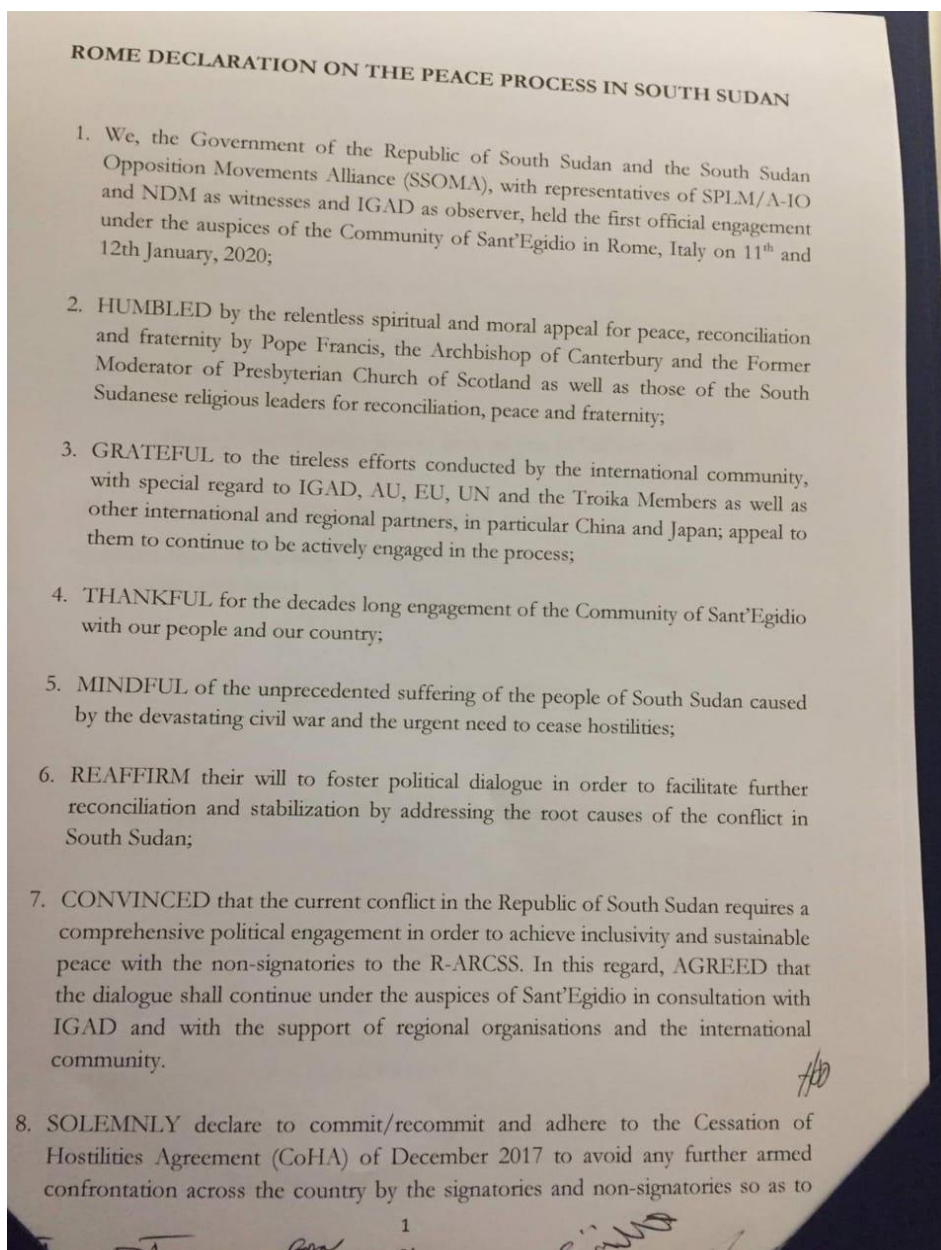 ROME DECLARATION ON THE PEACE PROCESS IN SOUTH SUDAN
1. We, the Government of the Republic of South Sudan and the South Sudan
Opposition Movements Alliance (SSOMA), with representatives of SPLM/A-IO
and NDM as witnesses and IGAD as observer, held the first official engagement
under the auspices of the Community of Sant'Egidio in Rome, Italy on 11th and
12th January, 2020;
2. HUMBLED by the relentless spiritual and moral appeal for peace, reconciliation
and fraternity by Pope Francis, the Archbishop of Canterbury and the Former
Moderator of Presbyterian Church of Scotland as well as those of the South
Sudanese religious leaders for reconciliation, peace and fraternity;
3. GRATEFUL to the tireless efforts conducted by the international community,
with special regard to IGAD, AU, EU, UN and the Troika Members as well as
other international and regional partners, in particular China and Japan; appeal to
them to continue to be actively engaged in the process;
4. THANKFUL for the decades long engagement of the Community of Sant'Egidio
with our people and our country;
5. MINDFUL of the unprecedented suffering of the people of South Sudan caused
by the devastating civil war and the urgent need to cease hostilities;
6. REAFFIRM their will to foster political dialogue in order to facilitate further
reconciliation and stabilization by addressing the root causes of the conflict in
South Sudan;
7. CONVINCED that the current conflict in the Republic of South Sudan requires a
comprehensive political engagement in order to achieve inclusivity and sustainable
peace with the non-signatories to the R-ARCSS. In this regard, AGREED that
the dialogue shall continue under the auspices of Sant'Egidio in consultation with
IGAD and with the support of regional organisations and the international
community.
8. SOLEMNLY declare to commit/recommit and adhere to the Cessation of
Hostilities Agreement (CoHA) of December 2017 to avoid any further armed
confrontation across the country by the signatories and non-signatories so as to
1